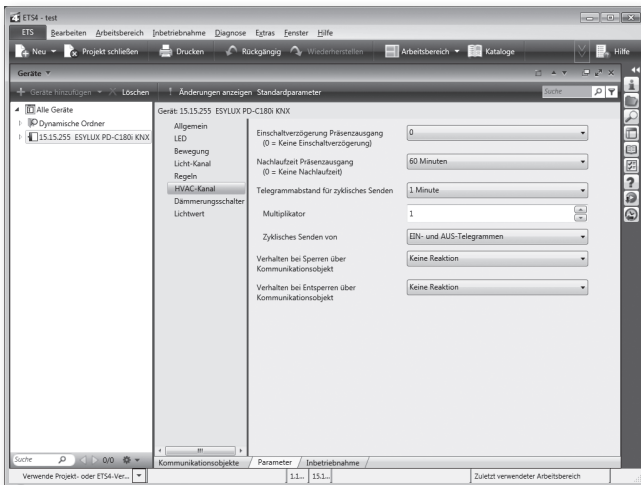 ETS4 - test
ETS Bearbeiten Arbeitsbereich Inbetriebnahme Diagnose Extras Fenster Hilfe
Neu Projekt schließen Drucken Rückgängig Wiederherstellen Arbeitsbereich Kataloge Hilfe
Geräte
Geräte hinzufügen Löschen Änderungen anzeigen Standardparameter Suche
Alle Geräte
Dynamische Ordner
15.15.255 ESYLUX PD-C180i KNX
Gerät: 15.15.255 ESYLUX PD-C180i KNX
Allgemein
LED
Bewegung
Licht-Kanal
Regeln
HVAC-Kanal
Dämmerungsschalter
Lichtwert
Einschaltverzögerung Präsenzausgang 0
(0 = Keine Einschaltverzögerung)
Nachlaufzeit Präsenzausgang 60 Minuten
(0 = Keine Nachlaufzeit)
Telegrammabstand für zyklisches Senden 1 Minute
Multiplikator 1
Zyklisches Senden von EIN- und AUS-Telegrammen
Verhalten bei Sperren über Keine Reaktion
Kommunikationsobjekt
Verhalten bei Entsperren über Keine Reaktion
Kommunikationsobjekt
Suche 0/0
Kommunikationsobjekte Parameter Inbetriebnahme
Verwende Projekt- oder ETS4-Ver... 1.1... 15.1... Zuletzt verwendeter Arbeitsbereich